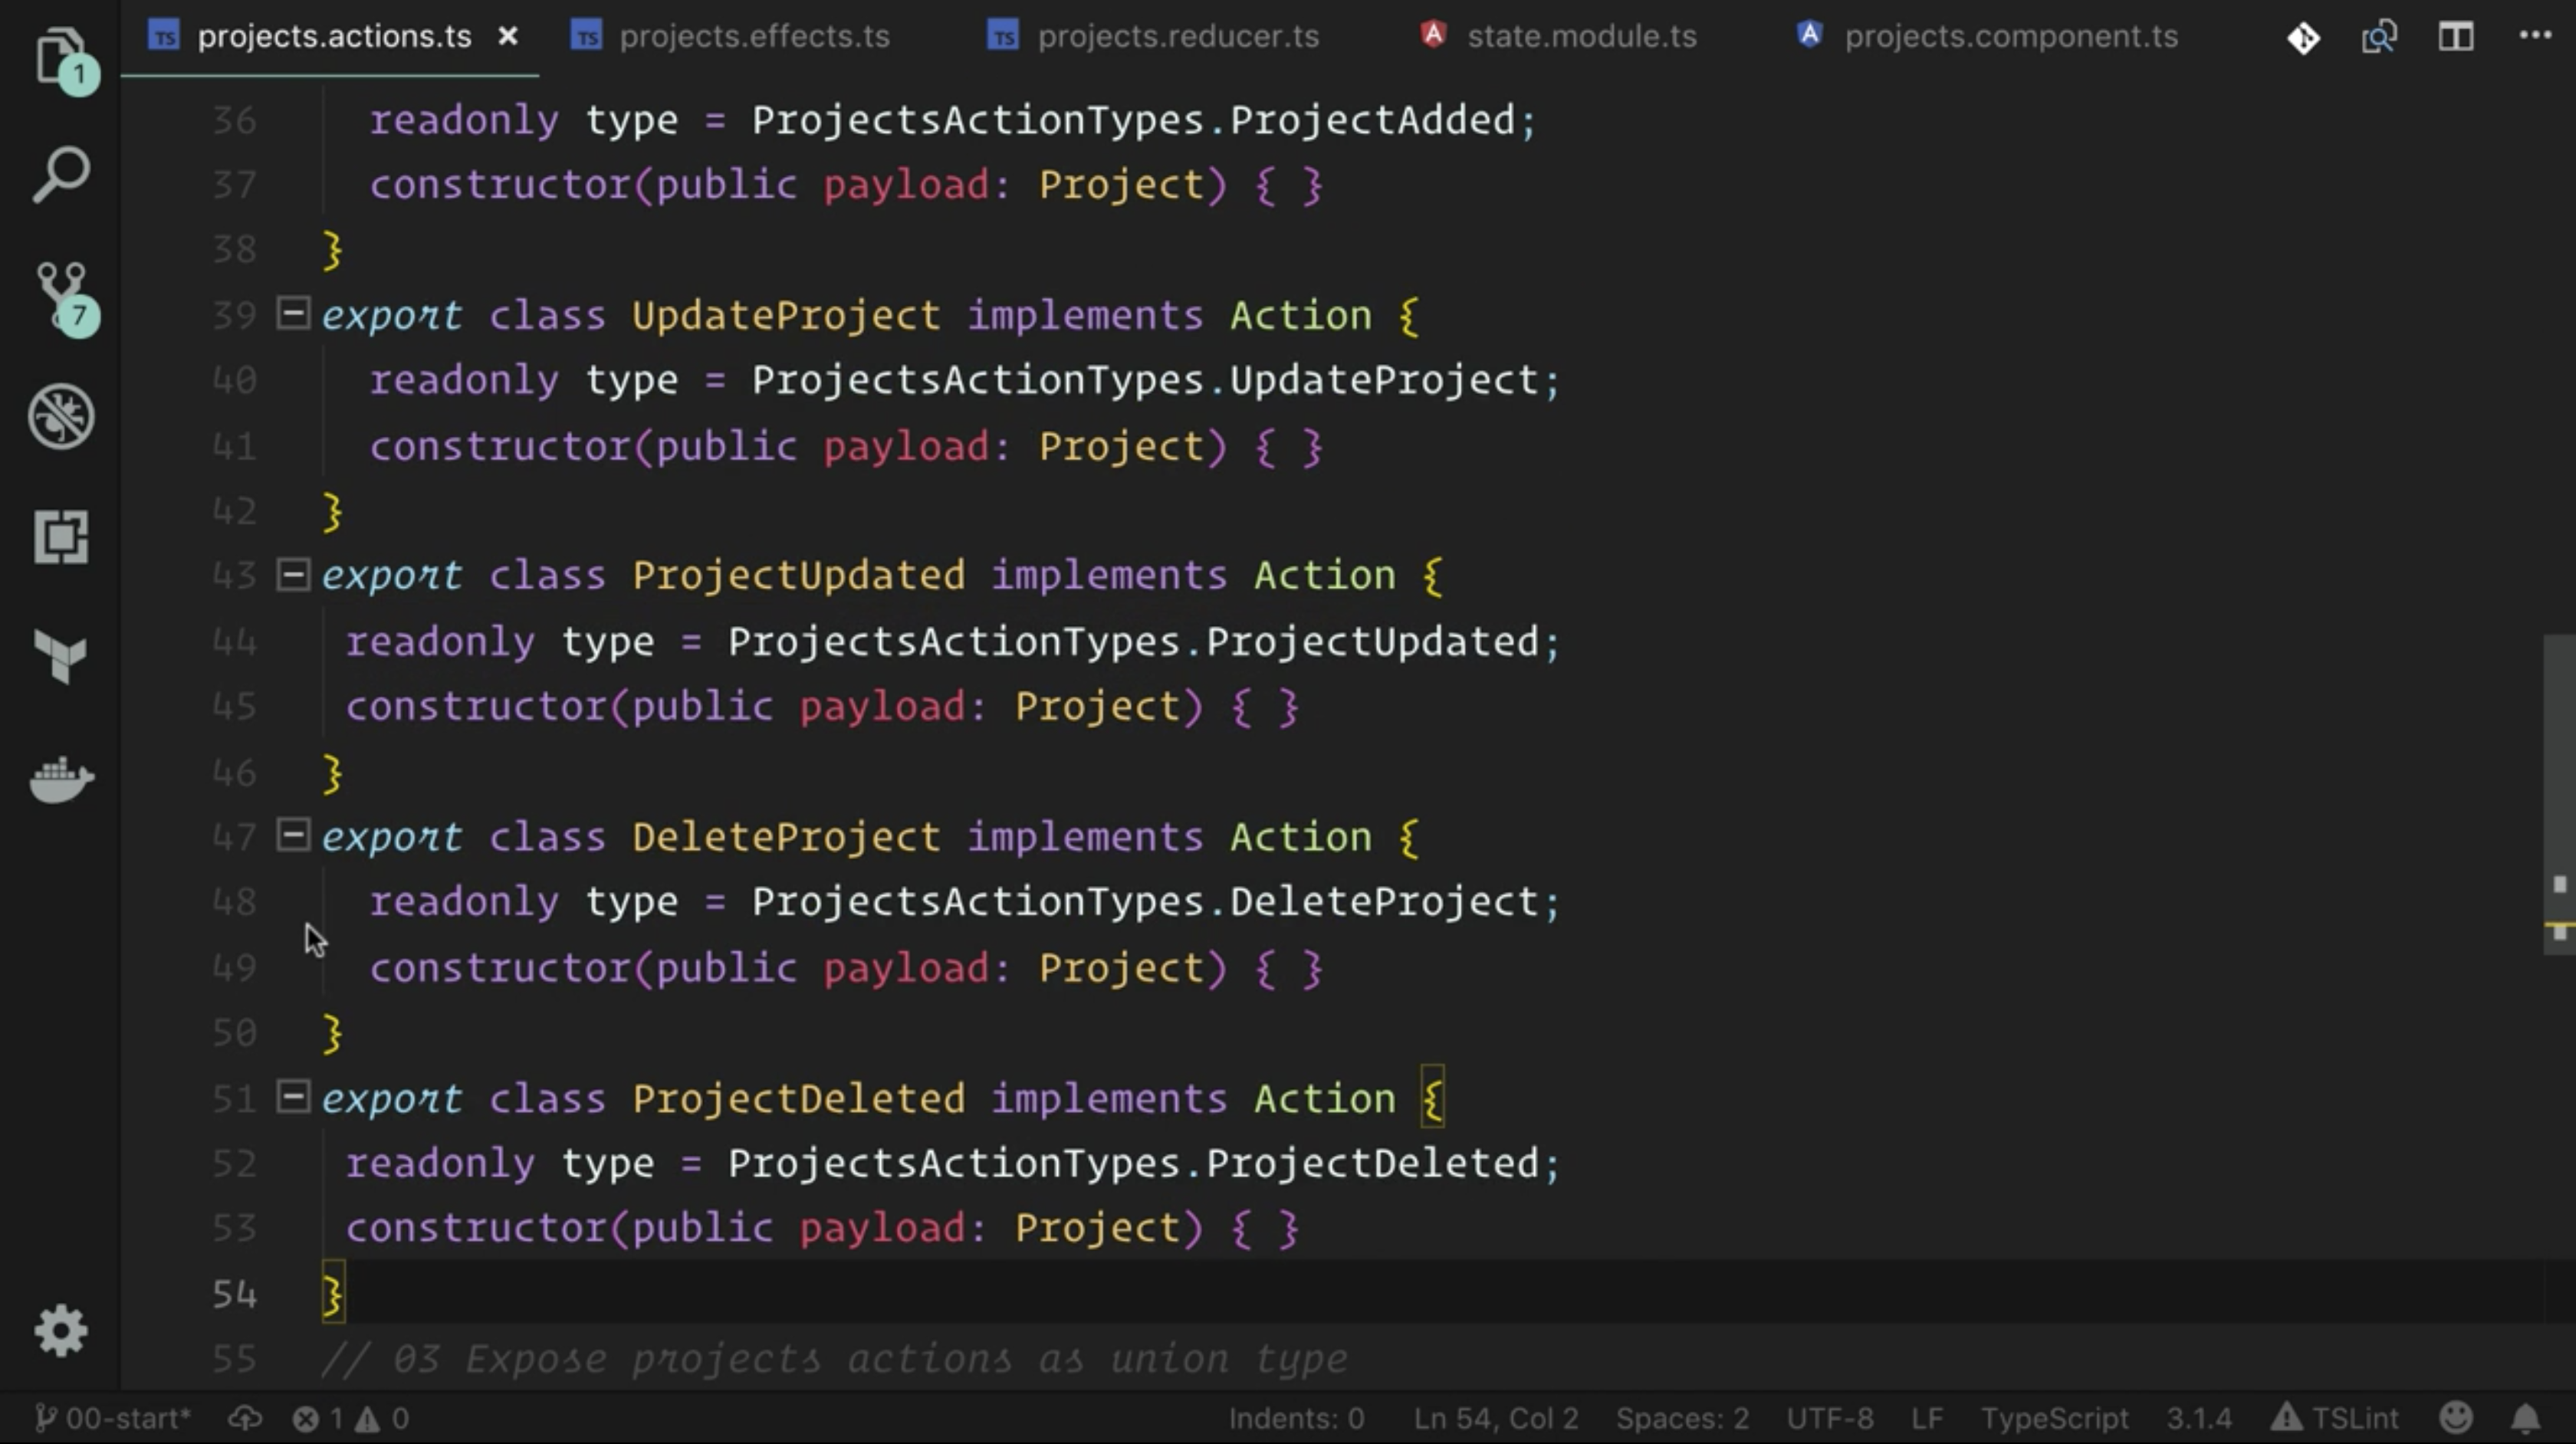 1
TS projects.actions.ts × TS projects.effects.ts TS projects.reducer.ts A state.module.ts A projects.component.ts ...
36 readonly type = ProjectsActionTypes.ProjectAdded;
37 constructor(public payload: Project) { }
38 }
7
39 export class UpdateProject implements Action {
40 readonly type = ProjectsActionTypes.UpdateProject;
41 constructor(public payload: Project) { }
42 }
43 export class ProjectUpdated implements Action {
44 readonly type = ProjectsActionTypes.ProjectUpdated;
45 constructor(public payload: Project) { }
46 }
47 export class DeleteProject implements Action {
48 readonly type = ProjectsActionTypes.DeleteProject;
49 constructor(public payload: Project) { }
50 }
51 export class ProjectDeleted implements Action {
52 readonly type = ProjectsActionTypes.ProjectDeleted;
53 constructor(public payload: Project) { }
54 }
55 // 03 Expose projects actions as union type
00-start* 1 0 Indents: 0 Ln 54, Col 2 Spaces: 2 UTF-8 LF TypeScript 3.1.4 TSLint